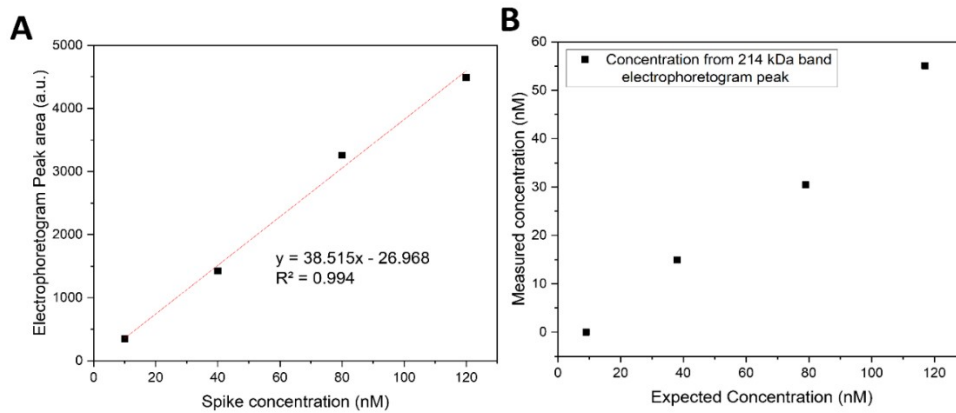 A
5000
4000
3000
2000
1000
0
Electrophoretogram Peak area (a.u.)
y = 38.515x - 26.968
R² = 0.994
0 20 40 60 80 100 120
Spike concentration (nM)
B
60
50
40
30
20
10
0
Measured concentration (nM)
Concentration from 214 kDa band
electrophoretogram peak
0 20 40 60 80 100 120
Expected Concentration (nM)